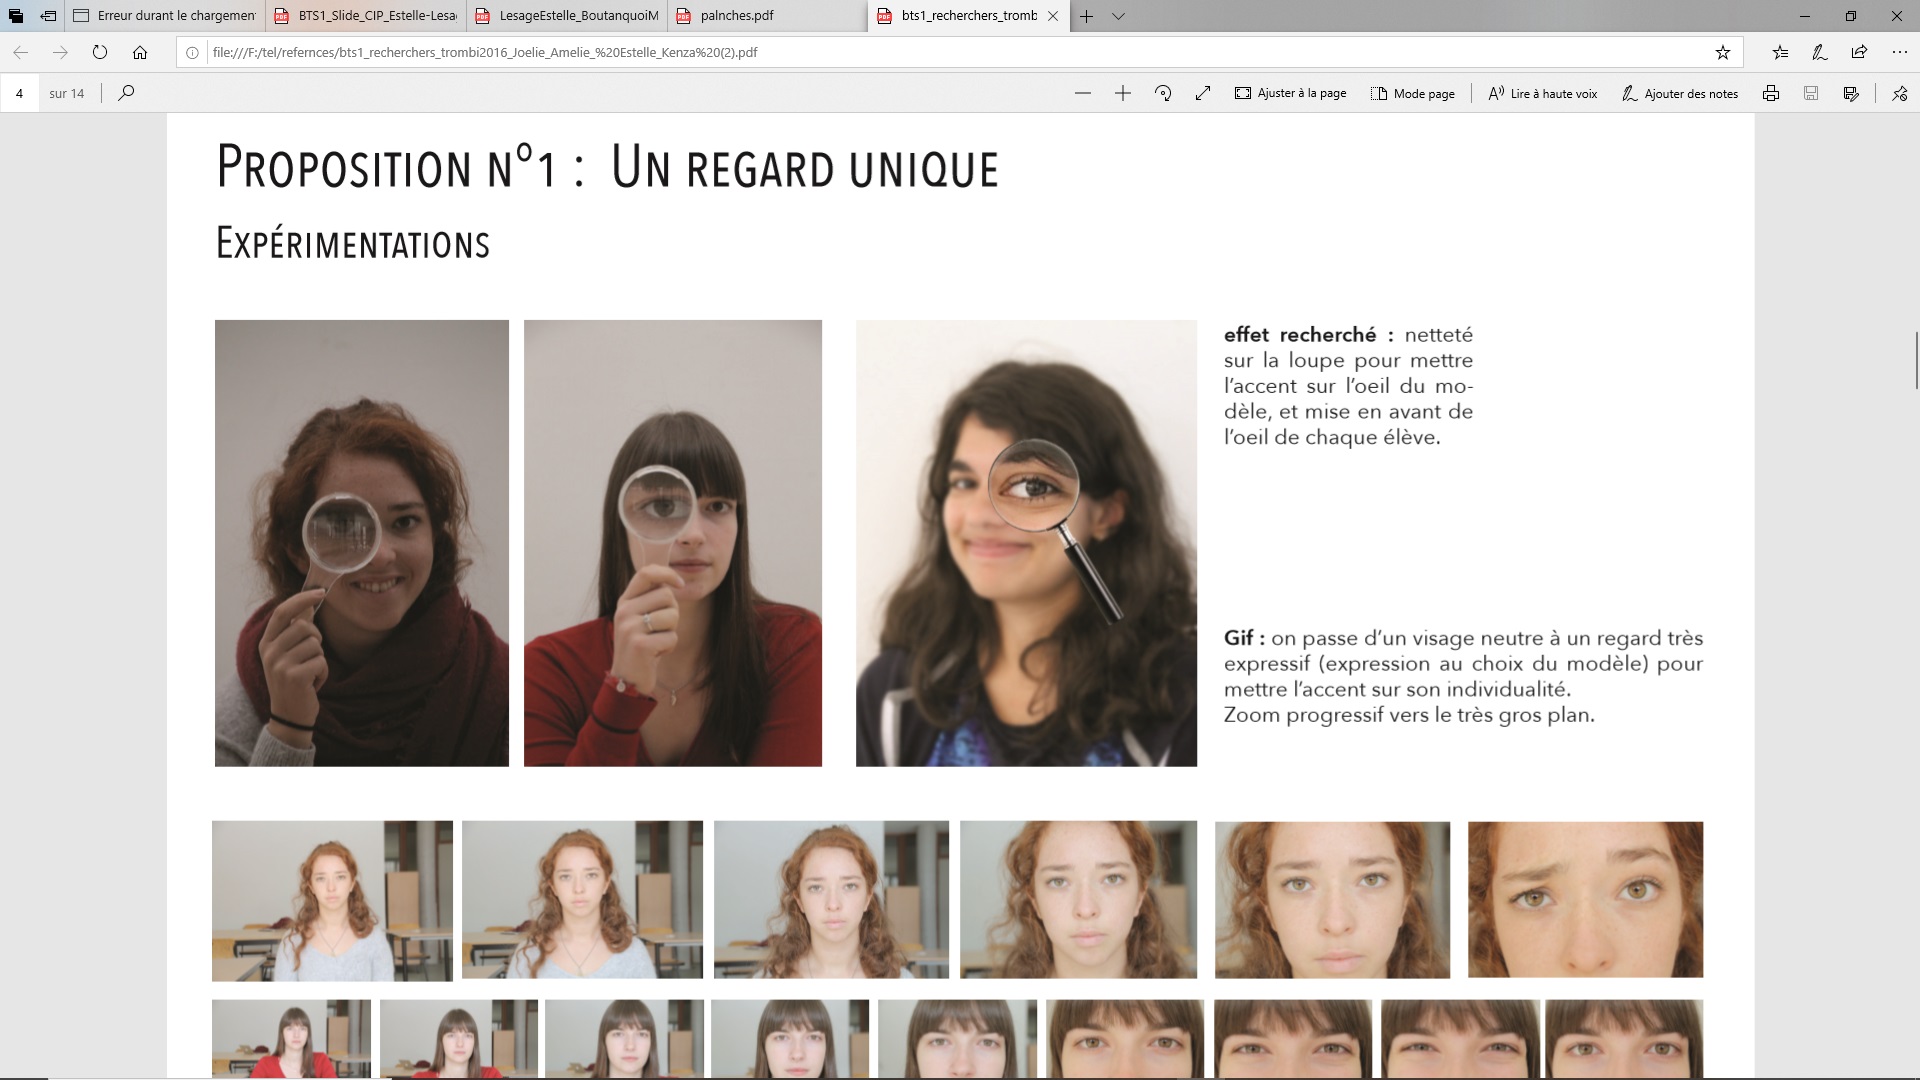 Erreur durant le chargemen
BTS1_Slide_CIP_Estelle-Lesa
LesageEstelle_BoutanquoiM
palnches.pdf
bts1_recherchers_tromb
file:///F:/tel/refernces/bts1_recherchers_trombi2016_Joelie_Amelie_%20Estelle_Kenza%20(2).pdf
4 sur 14
Ajuster à la page
Mode page
Lire à haute voix
Ajouter des notes
Proposition n°1 : Un regard unique
Expérimentations
effet recherché : netteté
sur la loupe pour mettre
l'accent sur l'oeil du mo-
dèle, et mise en avant de
l'oeil de chaque élève.
Gif : on passe d'un visage neutre à un regard très
expressif (expression au choix du modèle) pour
mettre l'accent sur son individualité.
Zoom progressif vers le très gros plan.